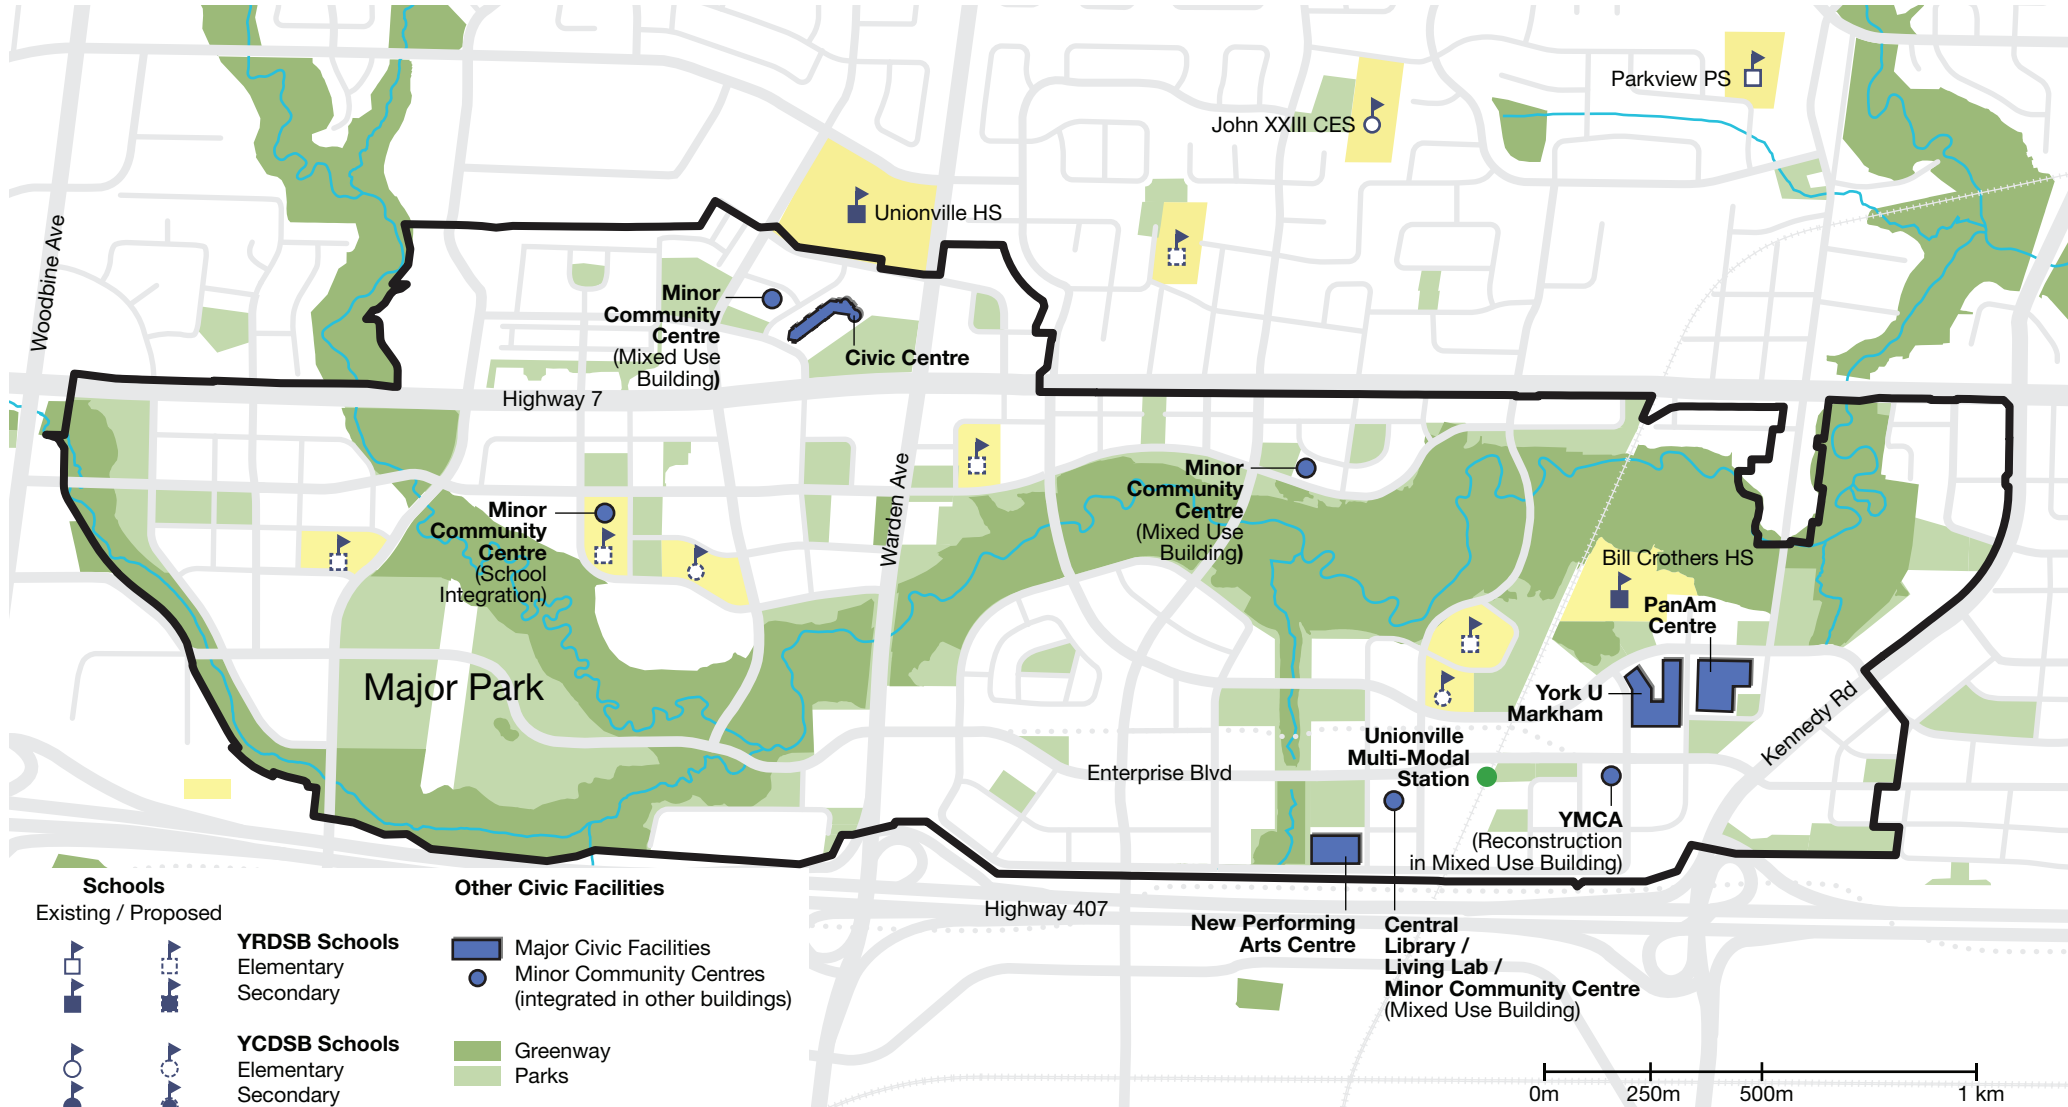 Parkview PS
John XXIII CES
Unionville HS
Woodbine Ave
Minor
Community
Centre
(Mixed Use
Building)
Civic Centre
Highway 7
Warden Ave
Minor
Community
Centre
(School
Integration)
Minor
Community
Centre
(Mixed Use
Building)
Bill Crothers HS
PanAm
Centre
Major Park
York U
Markham
Kennedy Rd
Unionville
Multi-Modal
Station
Enterprise Blvd
YMCA
(Reconstruction
in Mixed Use Building)
Highway 407
New Performing
Arts Centre
Central
Library /
Living Lab /
Minor Community Centre
(Mixed Use Building)
Schools
Existing / Proposed
YRDSB Schools
Elementary
Secondary
YCDSB Schools
Elementary
Secondary
Other Civic Facilities
Major Civic Facilities
Minor Community Centres
(integrated in other buildings)
Greenway
Parks
0m 250m 500m 1 km